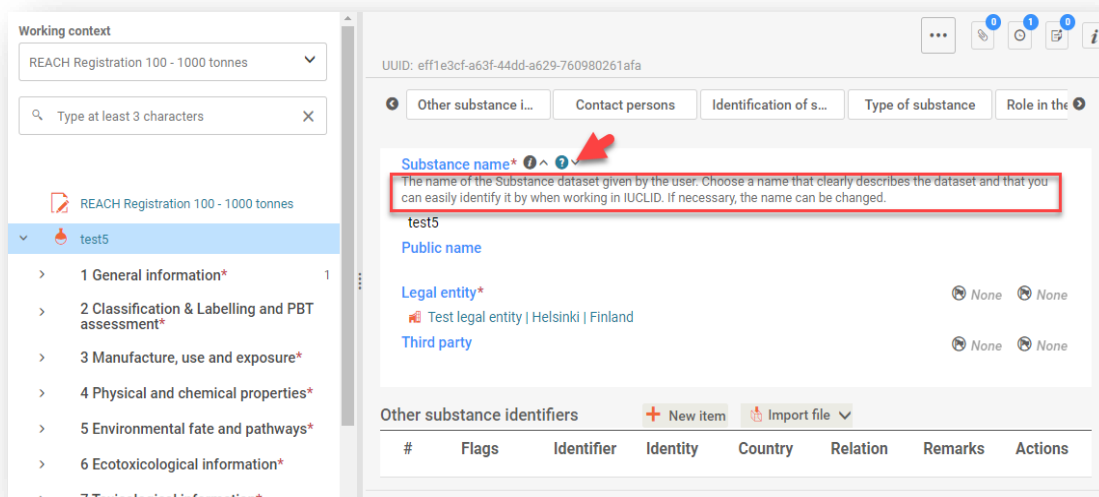 Working context
REACH Registration 100 - 1000 tonnes
Type at least 3 characters
REACH Registration 100 - 1000 tonnes
test5
1 General information*
1
2 Classification & Labelling and PBT
assessment*
3 Manufacture, use and exposure*
4 Physical and chemical properties*
5 Environmental fate and pathways*
6 Ecotoxicological information*
0
1
0
UUID: eff1e3cf-a63f-44dd-a629-760980261afa
Other substance i...
Contact persons
Identification of s...
Type of substance
Role in the
Substance name*
The name of the Substance dataset given by the user. Choose a name that clearly describes the dataset and that you
can easily identify it by when working in IUCLID. If necessary, the name can be changed.
test5
Public name
Legal entity*
None None
Test legal entity | Helsinki | Finland
Third party
None None
Other substance identifiers
New item
Import file
# Flags Identifier Identity Country Relation Remarks Actions